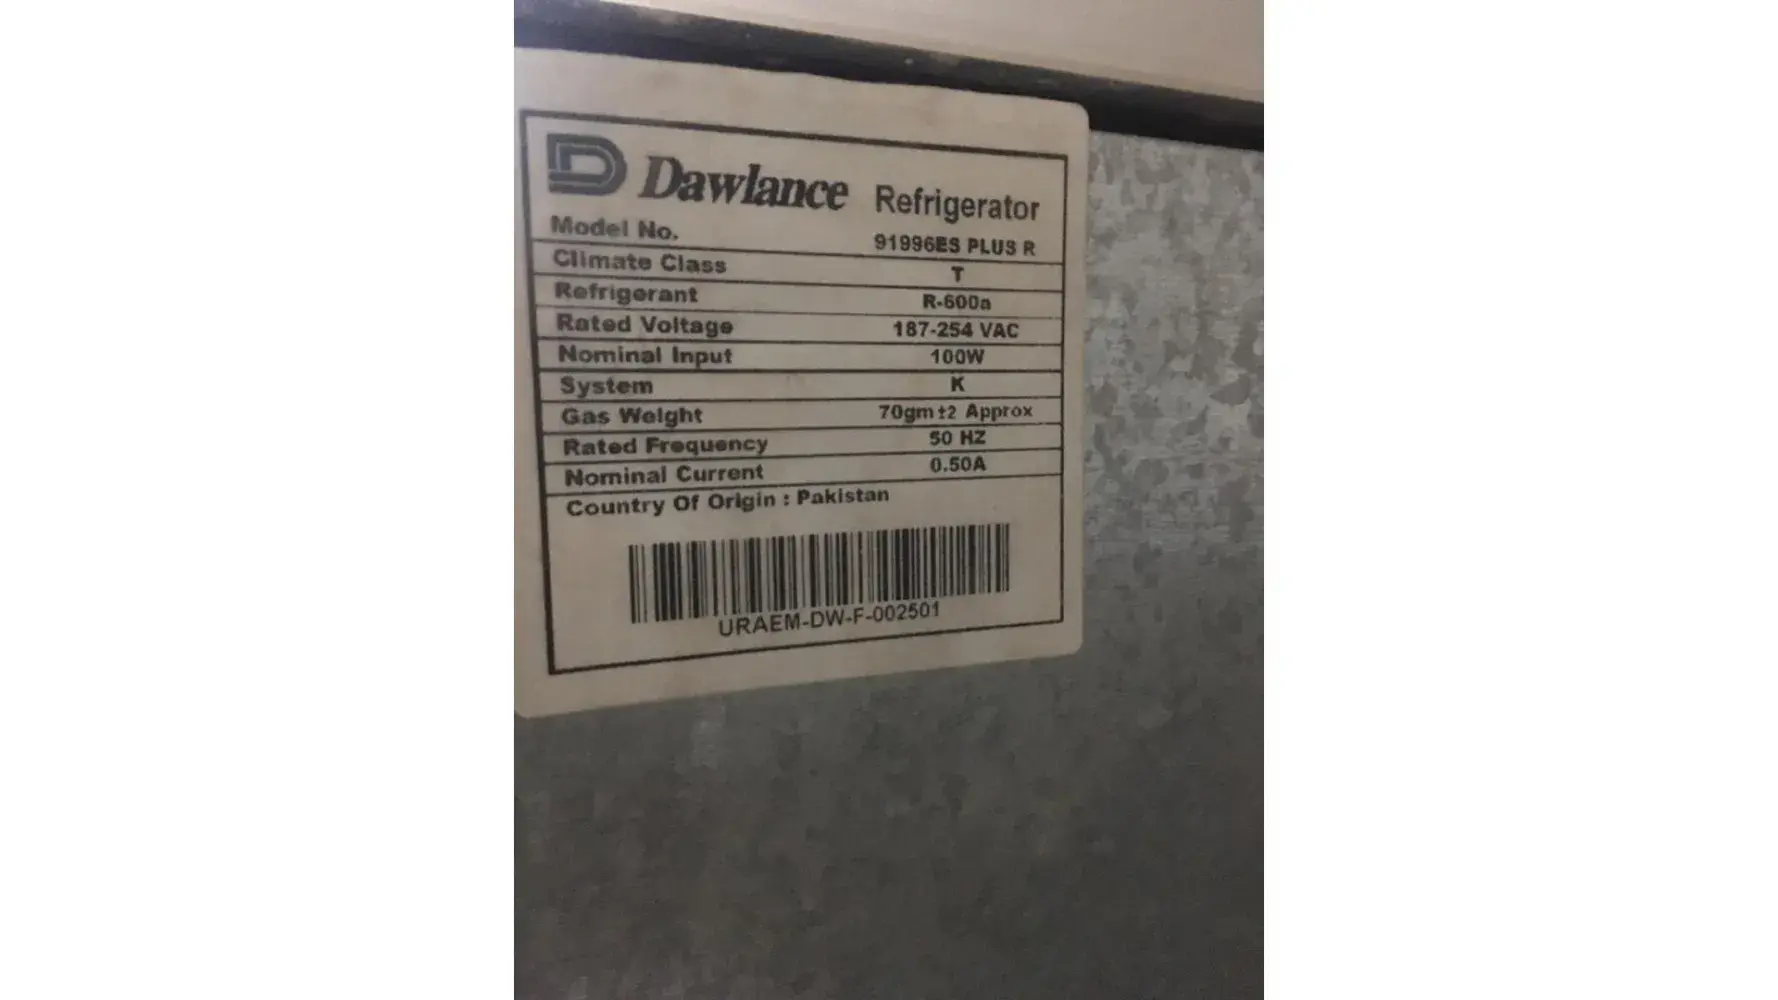 Dawlance Refrigerator
Model No. 91996ES PLUS R
Climate Class T
Refrigerant R-600a
Rated Voltage 187-254 VAC
Nominal Input 100W
System K
Gas Weight 70gm±2 Approx
Rated Frequency 50 HZ
Nominal Current 0.50A
Country Of Origin : Pakistan
URAEM-DW-F-002501